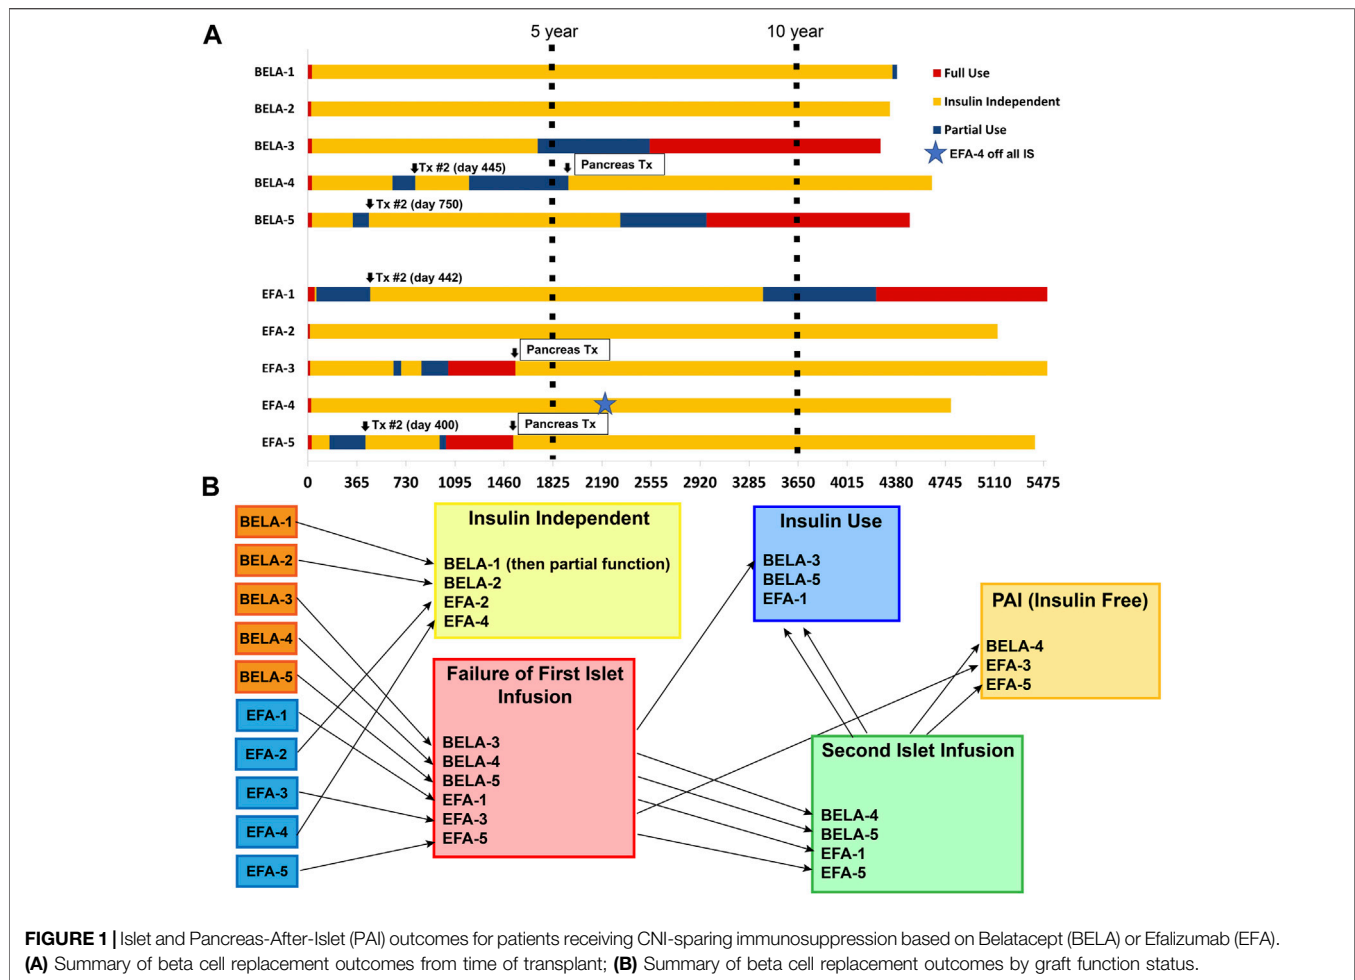 A
5 year
10 year
BELA-1
BELA-2
BELA-3
BELA-4
BELA-5
EFA-1
EFA-2
EFA-3
EFA-4
EFA-5
Full Use
Insulin Independent
Partial Use
EFA-4 off all IS
Tx #2 (day 445)
Pancreas Tx
Tx #2 (day 750)
Tx #2 (day 442)
Pancreas Tx
Tx #2 (day 400)
Pancreas Tx
0 365 730 1095 1460 1825 2190 2555 2920 3285 3650 4015 4380 4745 5110 5475
B
BELA-1
BELA-2
BELA-3
BELA-4
BELA-5
EFA-1
EFA-2
EFA-3
EFA-4
EFA-5
Insulin Independent
BELA-1 (then partial function)
BELA-2
EFA-2
EFA-4
Failure of First Islet
Infusion
BELA-3
BELA-4
BELA-5
EFA-1
EFA-3
EFA-5
Insulin Use
BELA-3
BELA-5
EFA-1
PAI (Insulin Free)
BELA-4
EFA-3
EFA-5
Second Islet Infusion
BELA-4
BELA-5
EFA-1
EFA-5
FIGURE 1 | Islet and Pancreas-After-Islet (PAI) outcomes for patients receiving CNI-sparing immunosuppression based on Belatacept (BELA) or Efalizumab (EFA).
(A) Summary of beta cell replacement outcomes from time of transplant; (B) Summary of beta cell replacement outcomes by graft function status.